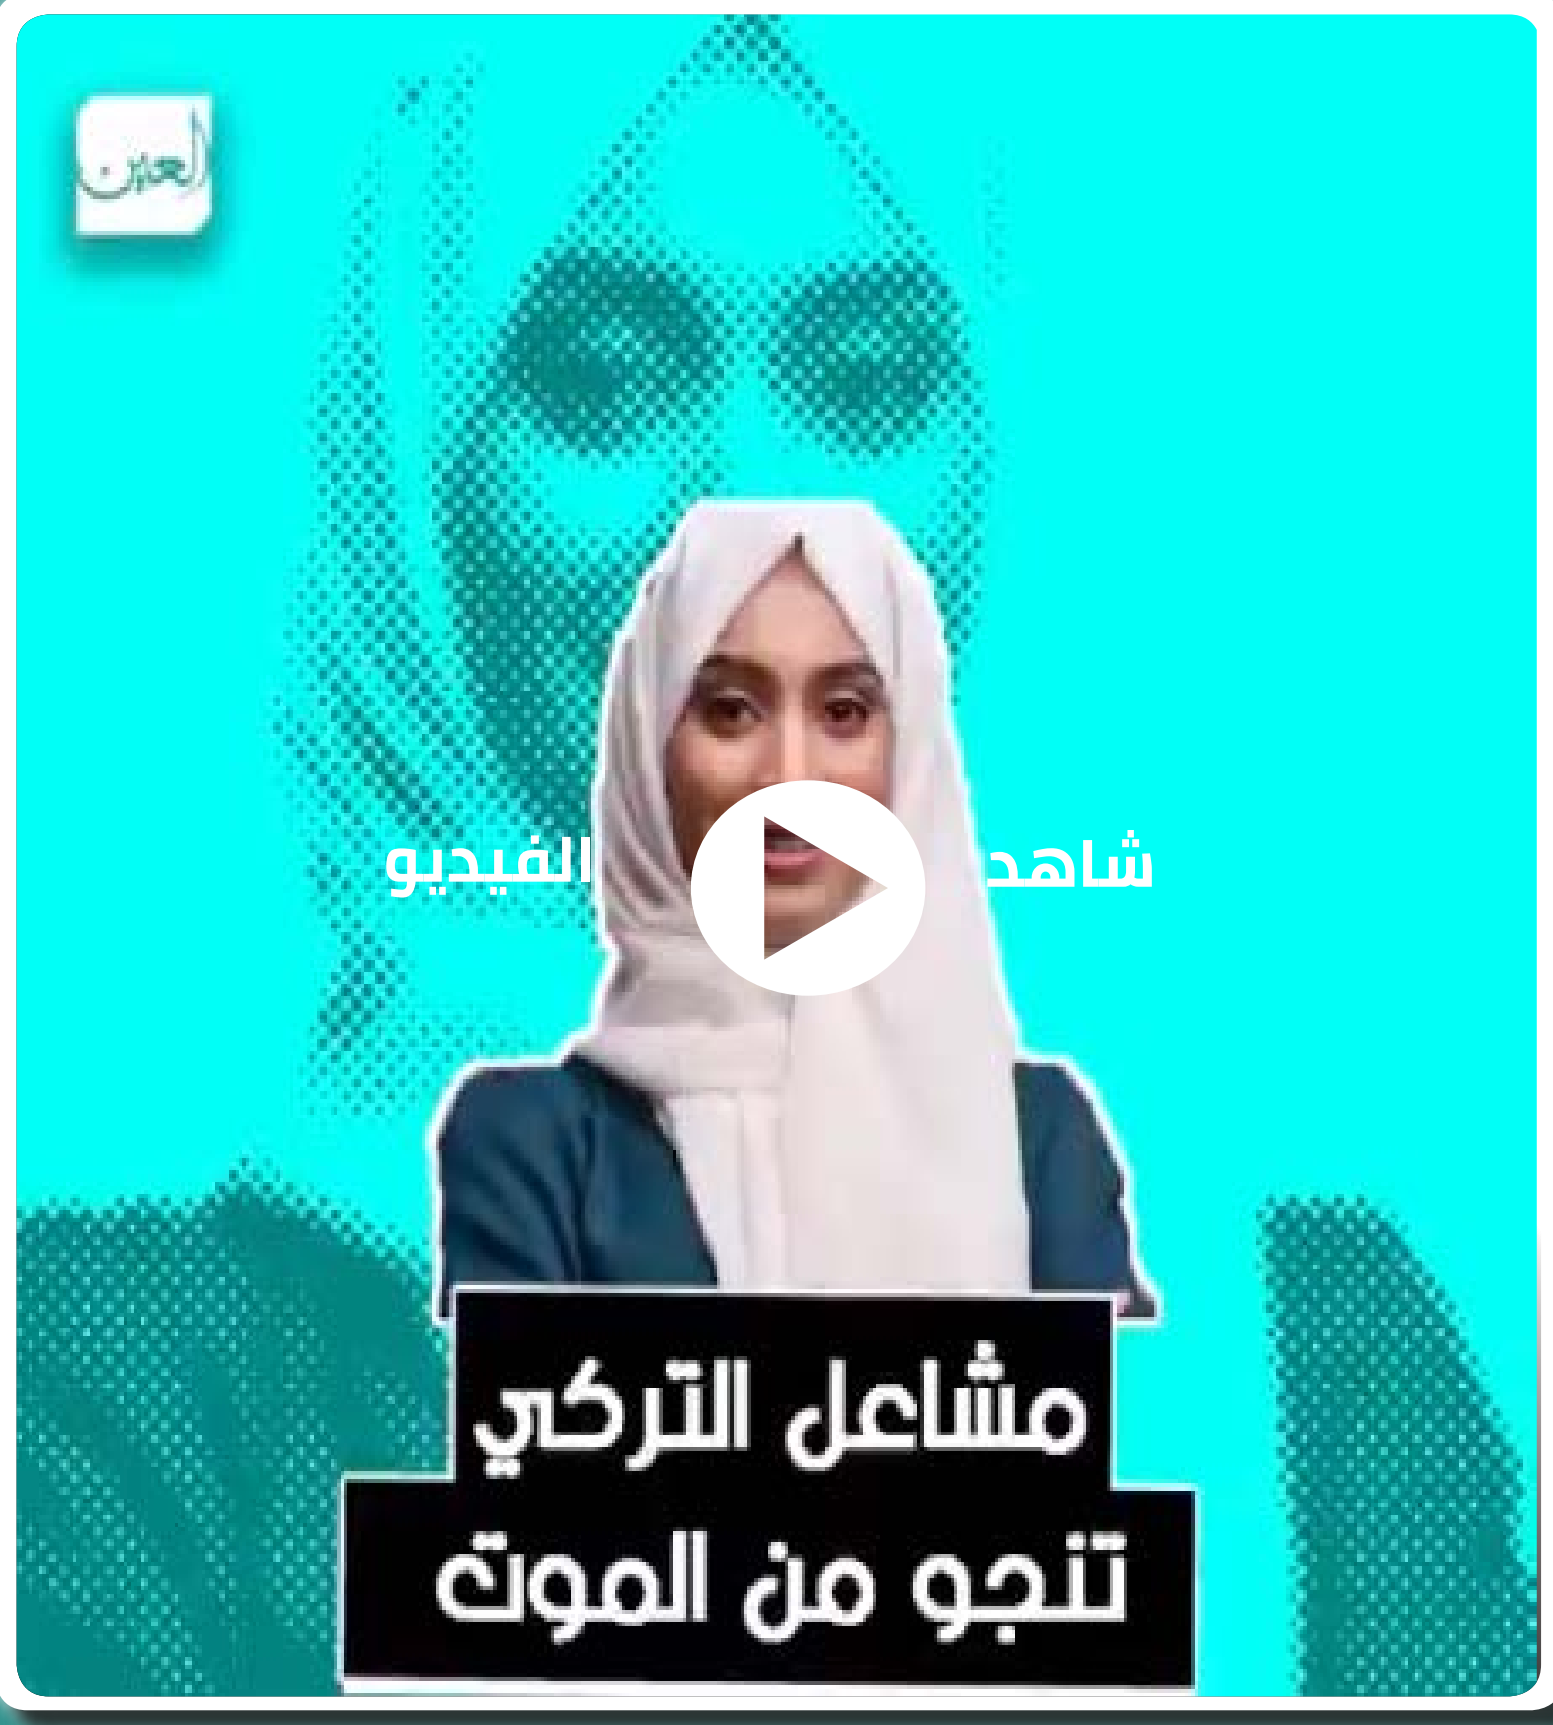 العين
شاهد الفيديو
مشاعل التركي
تنجو من الموت